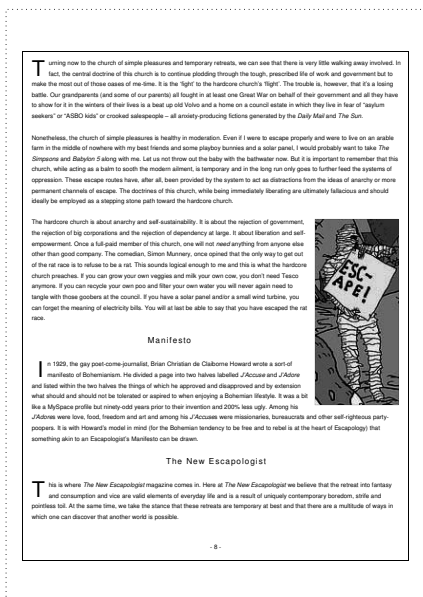 Turning now to the church of simple pleasures and temporary retreats, we can see that there is very little walking away involved. In
fact, the central doctrine of this church is to continue plodding through the tough, prescribed life of work and government but to
make the most out of those oases of me-time. It is the 'fight' to the hardcore church's 'flight'. The trouble is, however, that it's a losing
battle. Our grandparents (and some of our parents) all fought in at least one Great War on behalf of their government and all they have
to show for it in the winters of their lives is a beat up old Volvo and a home on a council estate in which they live in fear of "asylum
seekers" or "ASBO kids" or crooked salespeople – all anxiety-producing fictions generated by the Daily Mail and The Sun.
Nonetheless, the church of simple pleasures is healthy in moderation. Even if I were to escape properly and were to live on an arable
farm in the middle of nowhere with my best friends and some playboy bunnies and a solar panel, I would probably want to take The
Simpsons and Babylon 5 along with me. Let us not throw out the baby with the bathwater now. But it is important to remember that this
church, while acting as a balm to sooth the modern ailment, is temporary and in the long run only goes to further feed the systems of
oppression. These escape routes have, after all, been provided by the system to act as distractions from the ideas of anarchy or more
permanent channels of escape. The doctrines of this church, while being immediately liberating are ultimately fallacious and should
ideally be employed as a stepping stone path toward the hardcore church.
The hardcore church is about anarchy and self-sustainability. It is about the rejection of government,
the rejection of big corporations and the rejection of dependency at large. It is about liberation and self-
empowerment. Once a full-paid member of this church, one will not need anything from anyone else
other than good company. The comedian, Simon Munnery, once opined that the only way to get out
of the rat race is to refuse to be a rat. This sounds logical enough to me and this is what the hardcore
church preaches. If you can grow your own veggies and milk your own cow, you don't need Tesco
anymore. If you can recycle your own poo and filter your own water you will never again need to
tangle with those goobers at the council. If you have a solar panel and/or a small wind turbine, you
can forget the meaning of electricity bills. You will at last be able to say that you have escaped the rat
race.
ESC-
APE!
Manifesto
In 1929, the gay poet-come-journalist, Brian Christian de Claiborne Howard wrote a sort-of
manifesto of Bohemianism. He divided a page into two halves labelled J'Accuse and J'Adore
and listed within the two halves the things of which he approved and disapproved and by extension
what should and should not be tolerated or aspired to when enjoying a Bohemian lifestyle. It was a bit
like a MySpace profile but ninety-odd years prior to their invention and 200% less ugly. Among his
J'Adores were love, food, freedom and art and among his J'Accuses were missionaries, bureaucrats and other self-righteous party-
poopers. It is with Howard's model in mind (for the Bohemian tendency to be free and to rebel is at the heart of Escapology) that
something akin to an Escapologist's Manifesto can be drawn.
The New Escapologist
This is where The New Escapologist magazine comes in. Here at The New Escapologist we believe that the retreat into fantasy
and consumption and vice are valid elements of everyday life and is a result of uniquely contemporary boredom, strife and
pointless toil. At the same time, we take the stance that these retreats are temporary at best and that there are a multitude of ways in
which one can discover that another world is possible.
- 8 -